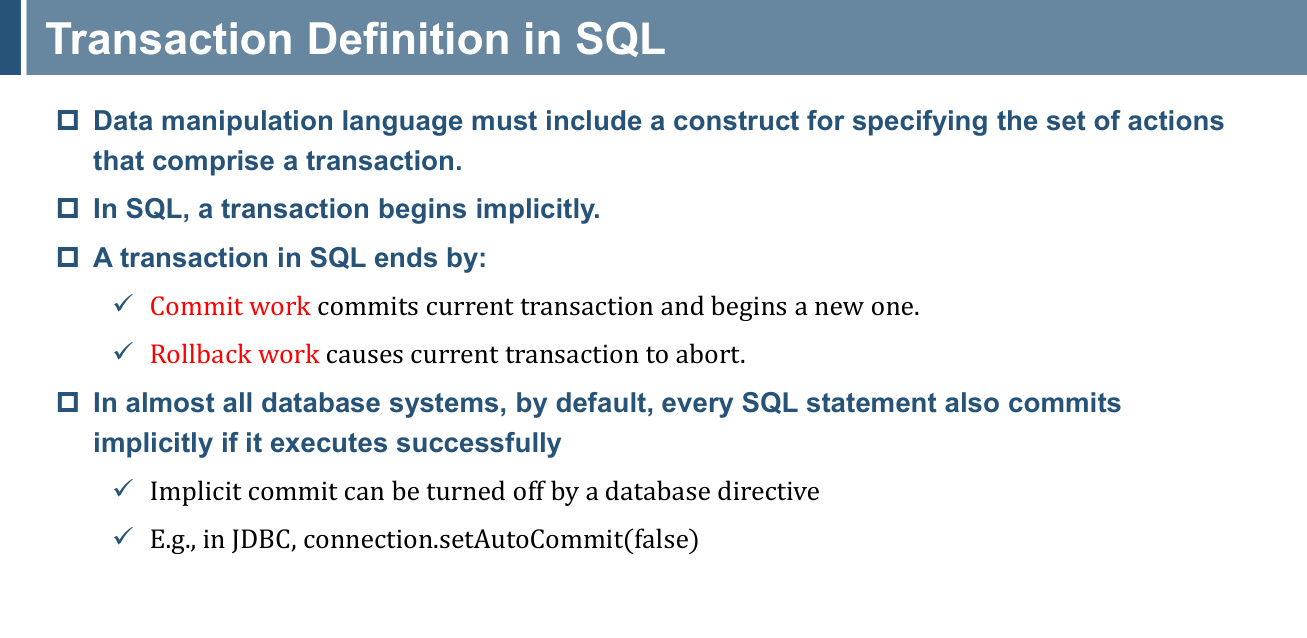 Transaction Definition in SQL
Data manipulation language must include a construct for specifying the set of actions
that comprise a transaction.
In SQL, a transaction begins implicitly.
A transaction in SQL ends by:
Commit work commits current transaction and begins a new one.
Rollback work causes current transaction to abort.
In almost all database systems, by default, every SQL statement also commits
implicitly if it executes successfully
Implicit commit can be turned off by a database directive
E.g., in JDBC, connection.setAutoCommit(false)